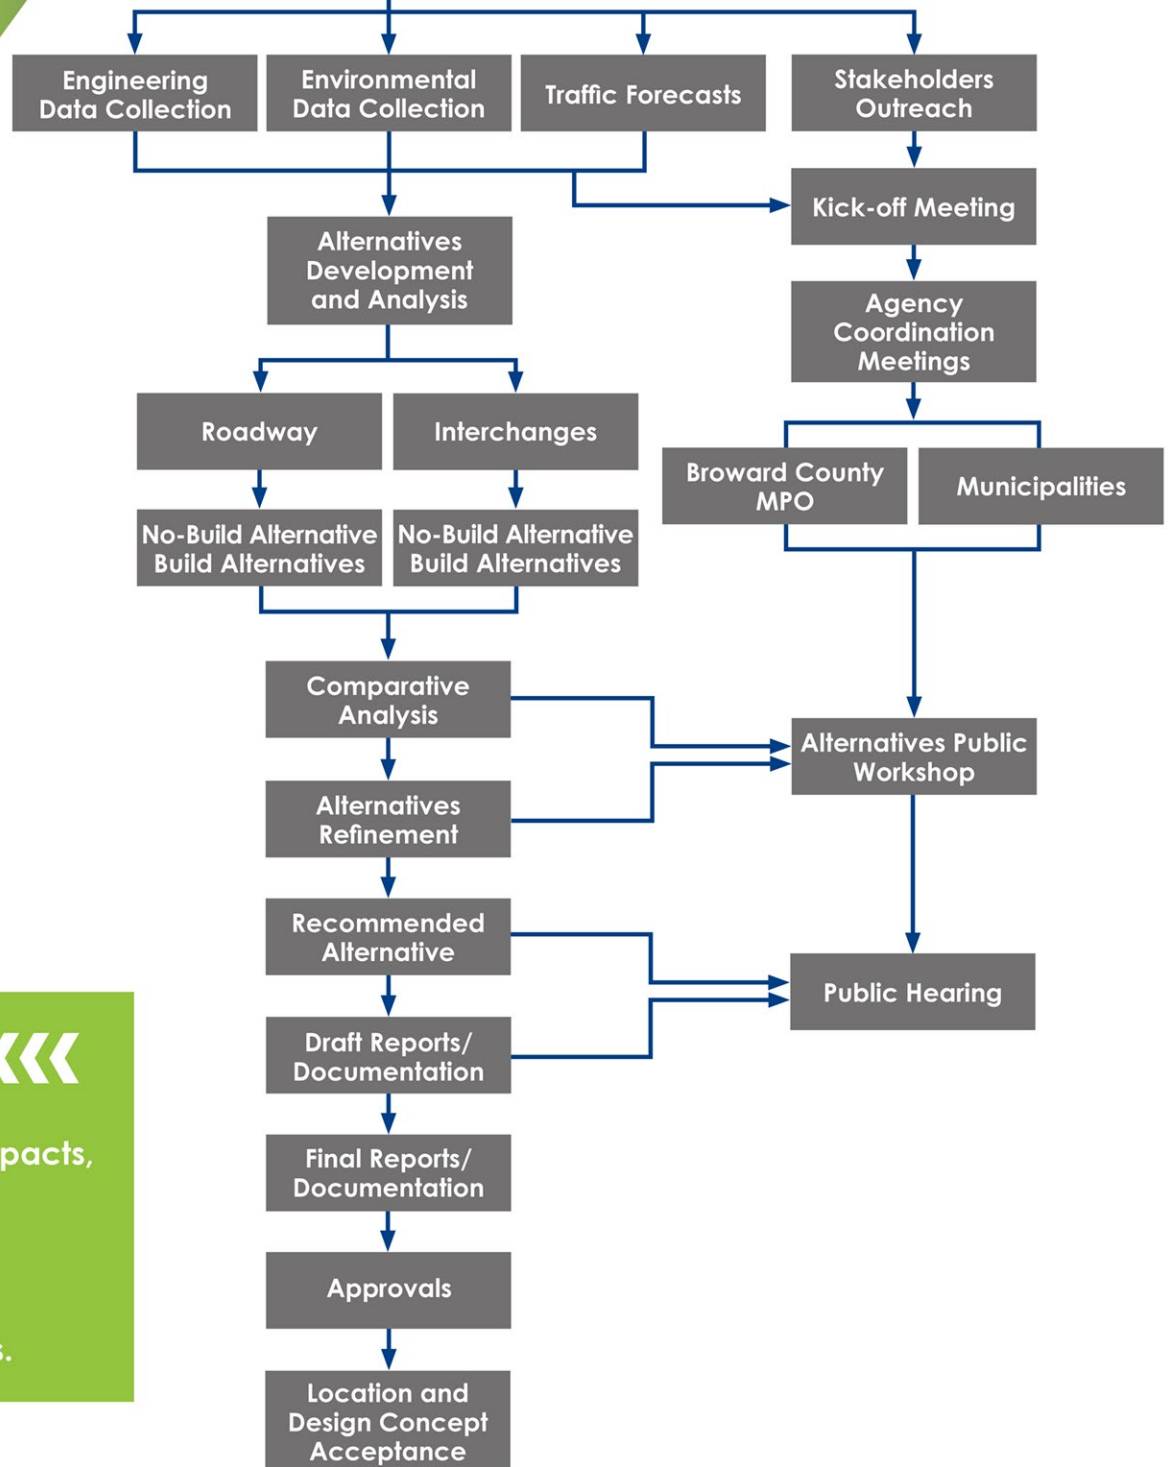 Engineering
Data Collection
Environmental
Data Collection
Traffic Forecasts
Stakeholders
Outreach
Kick-off Meeting
Alternatives
Development
and Analysis
Agency
Coordination
Meetings
Roadway
Interchanges
Broward County
MPO
Municipalities
No-Build Alternative
Build Alternatives
No-Build Alternative
Build Alternatives
Comparative
Analysis
Alternatives Public
Workshop
Alternatives
Refinement
Recommended
Alternative
Public Hearing
Draft Reports/
Documentation
Final Reports/
Documentation
Approvals
Location and
Design Concept
Acceptance